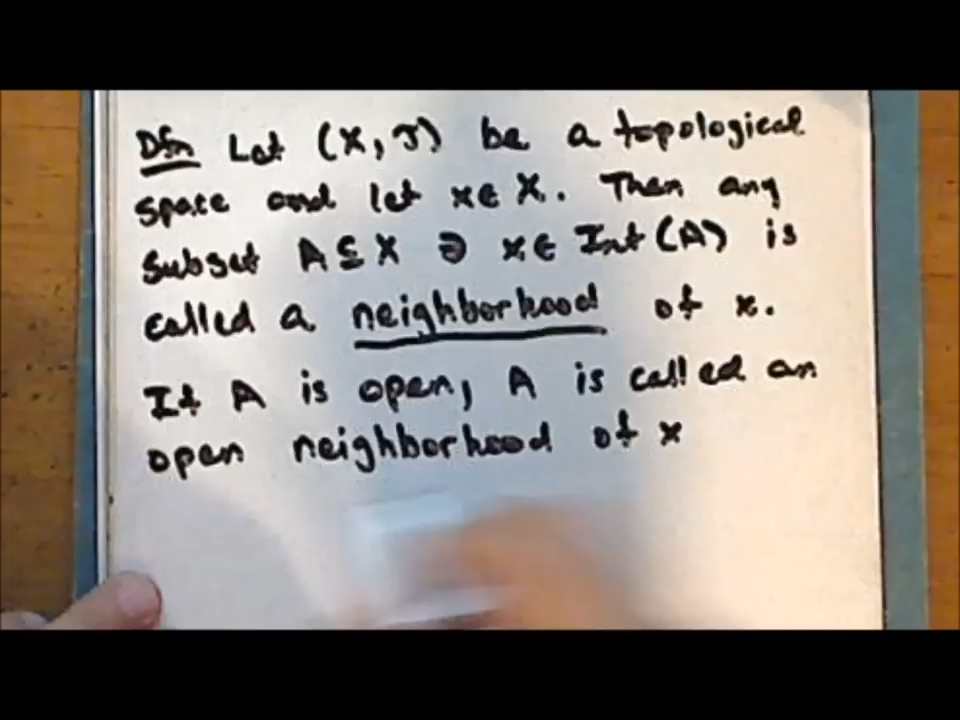 Dfn Let (X, J) be a topological
space and let x ∈ X. Then any
subset A ⊆ X ∋ x ∈ Int (A) is
called a neighborhood of x.
If A is open, A is called an
open neighborhood of x